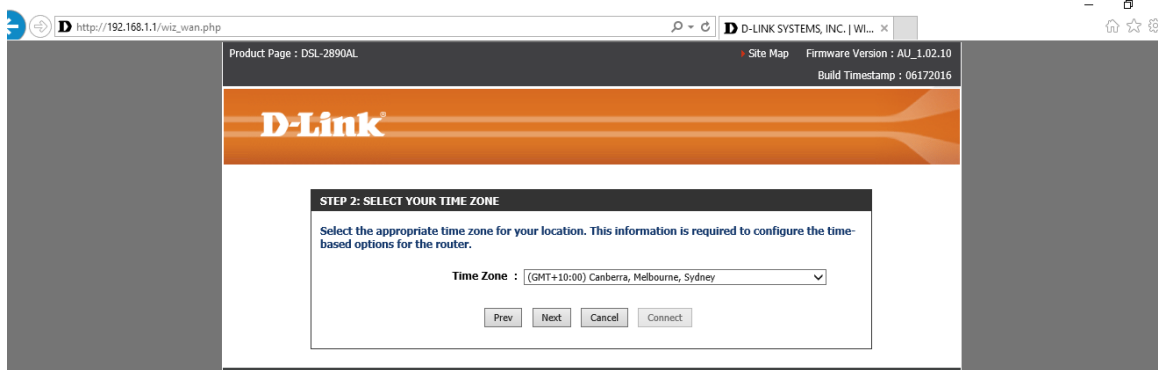 http://192.168.1.1/wiz_wan.php
D-LINK SYSTEMS, INC. | WI...
Product Page : DSL-2890AL
Site Map
Firmware Version : AU_1.02.10
Build Timestamp : 06172016
D-Link®
STEP 2: SELECT YOUR TIME ZONE
Select the appropriate time zone for your location. This information is required to configure the time-
based options for the router.
Time Zone : (GMT+10:00) Canberra, Melbourne, Sydney
Prev Next Cancel Connect